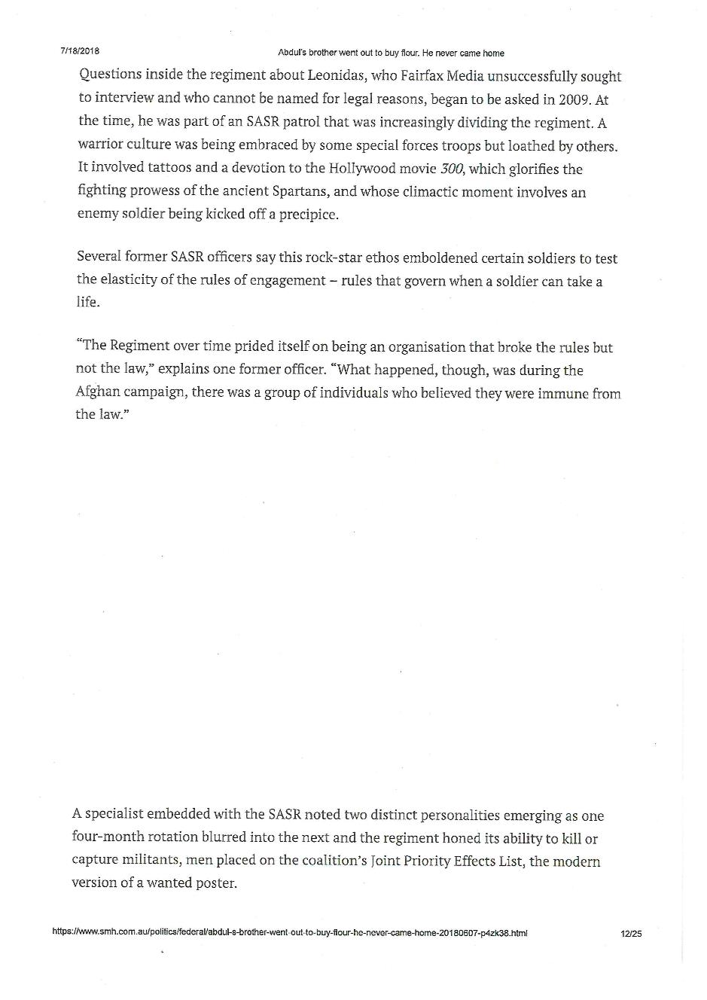 7/18/2018
Abdul's brother went out to buy flour. He never came home
Questions inside the regiment about Leonidas, who Fairfax Media unsuccessfully sought
to interview and who cannot be named for legal reasons, began to be asked in 2009. At
the time, he was part of an SASR patrol that was increasingly dividing the regiment. A
warrior culture was being embraced by some special forces troops but loathed by others.
It involved tattoos and a devotion to the Hollywood movie 300, which glorifies the
fighting prowess of the ancient Spartans, and whose climactic moment involves an
enemy soldier being kicked off a precipice.
Several former SASR officers say this rock-star ethos emboldened certain soldiers to test
the elasticity of the rules of engagement – rules that govern when a soldier can take a
life.
“The Regiment over time prided itself on being an organisation that broke the rules but
not the law,” explains one former officer. “What happened, though, was during the
Afghan campaign, there was a group of individuals who believed they were immune from
the law.”
A specialist embedded with the SASR noted two distinct personalities emerging as one
four-month rotation blurred into the next and the regiment honed its ability to kill or
capture militants, men placed on the coalition’s Joint Priority Effects List, the modern
version of a wanted poster.
https://www.smh.com.au/politics/federal/abdul-s-brother-went-out-to-buy-flour-he-never-came-home-20180607-p4zk38.html
12/25